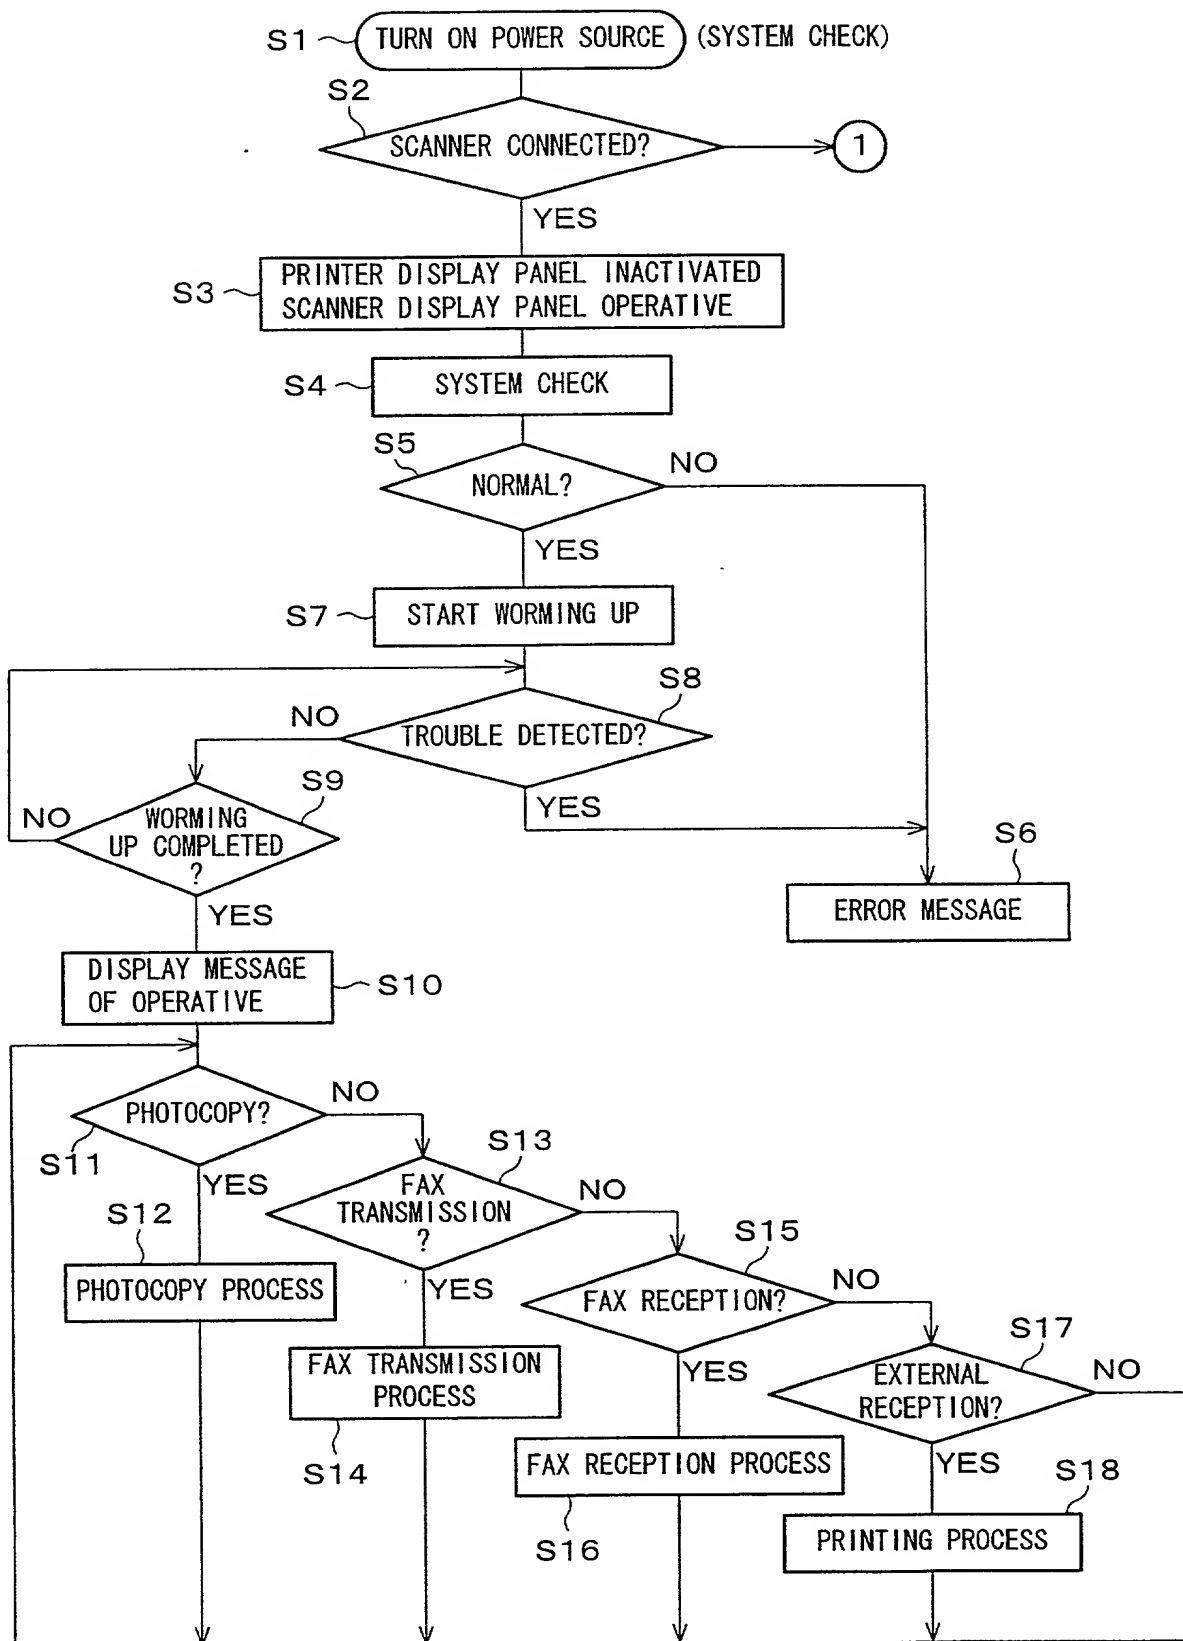 S1 TURN ON POWER SOURCE (SYSTEM CHECK)
S2
SCANNER CONNECTED?
1
YES
S3
PRINTER DISPLAY PANEL INACTIVATED
SCANNER DISPLAY PANEL OPERATIVE
S4 SYSTEM CHECK
S5
NORMAL?
NO
YES
S7 START WORMING UP
S8
TROUBLE DETECTED?
NO
YES
S9
WORMING
UP COMPLETED
?
NO
YES
S6
ERROR MESSAGE
DISPLAY MESSAGE
OF OPERATIVE
S10
PHOTOCOPY?
NO
S11
YES
S12
PHOTOCOPY PROCESS
S13
FAX
TRANSMISSION
?
NO
YES
FAX TRANSMISSION
PROCESS
S14
S15
FAX RECEPTION?
NO
YES
FAX RECEPTION PROCESS
S16
S17
EXTERNAL
RECEPTION?
NO
YES
S18
PRINTING PROCESS